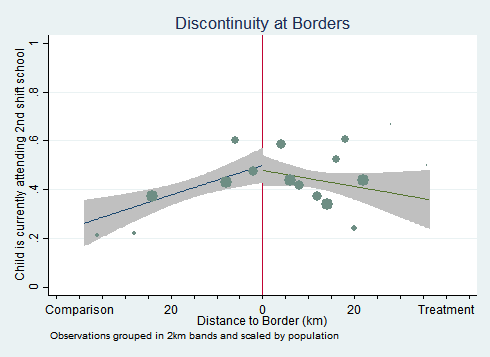 Discontinuity at Borders
Child is currently attending 2nd shift school
1
.8
.6
.4
.2
0
Comparison 20 0 20 Treatment
Distance to Border (km)
Observations grouped in 2km bands and scaled by population